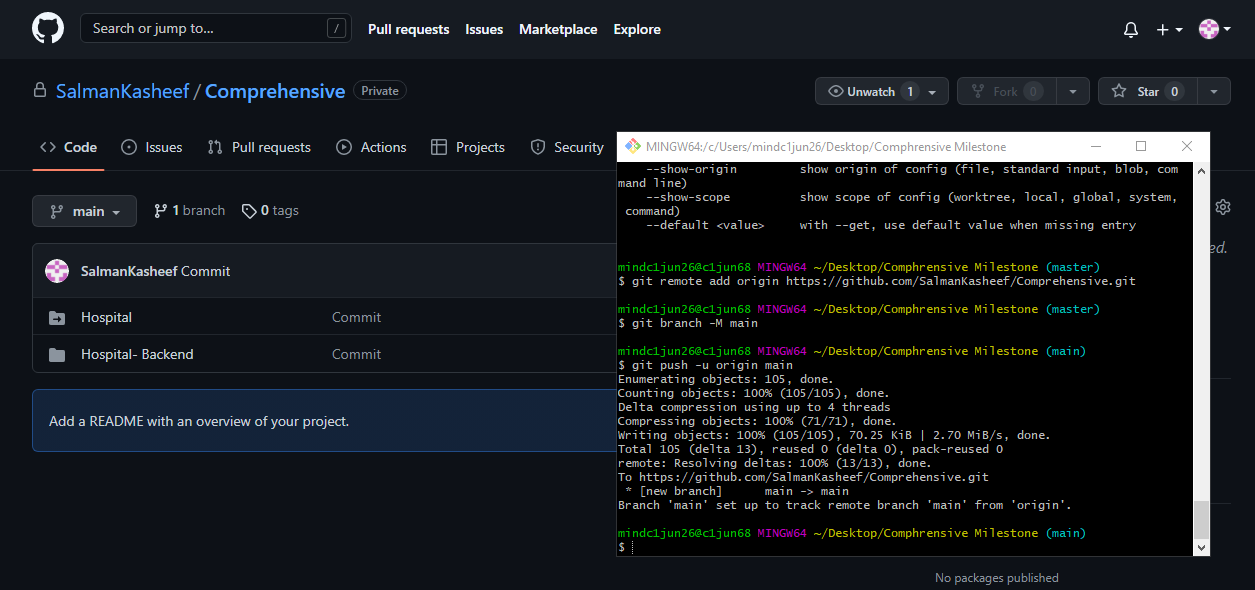 Search or jump to... /
Pull requests Issues Marketplace Explore
SalmanKasheef / Comprehensive Private
Unwatch 1
Fork 0
Star 0
Code Issues Pull requests Actions Projects Security
main 1 branch 0 tags
SalmanKasheef Commit
Hospital Commit
Hospital- Backend Commit
Add a README with an overview of your project.
ed.
MINGW64:/c/Users/mindc1jun26/Desktop/Comphrensive Milestone
--show-origin show origin of config (file, standard input, blob, com
mand line)
--show-scope show scope of config (worktree, local, global, system,
command)
--default <value> with --get, use default value when missing entry
mindc1jun26@c1jun68 MINGW64 ~/Desktop/Comphrensive Milestone (master)
$ git remote add origin https://github.com/SalmanKasheef/Comprehensive.git
mindc1jun26@c1jun68 MINGW64 ~/Desktop/Comphrensive Milestone (master)
$ git branch -M main
mindc1jun26@c1jun68 MINGW64 ~/Desktop/Comphrensive Milestone (main)
$ git push -u origin main
Enumerating objects: 105, done.
Counting objects: 100% (105/105), done.
Delta compression using up to 4 threads
Compressing objects: 100% (71/71), done.
Writing objects: 100% (105/105), 70.25 KiB | 2.70 MiB/s, done.
Total 105 (delta 13), reused 0 (delta 0), pack-reused 0
remote: Resolving deltas: 100% (13/13), done.
To https://github.com/SalmanKasheef/Comprehensive.git
* [new branch] main -> main
Branch 'main' set up to track remote branch 'main' from 'origin'.
mindc1jun26@c1jun68 MINGW64 ~/Desktop/Comphrensive Milestone (main)
$
No packages published